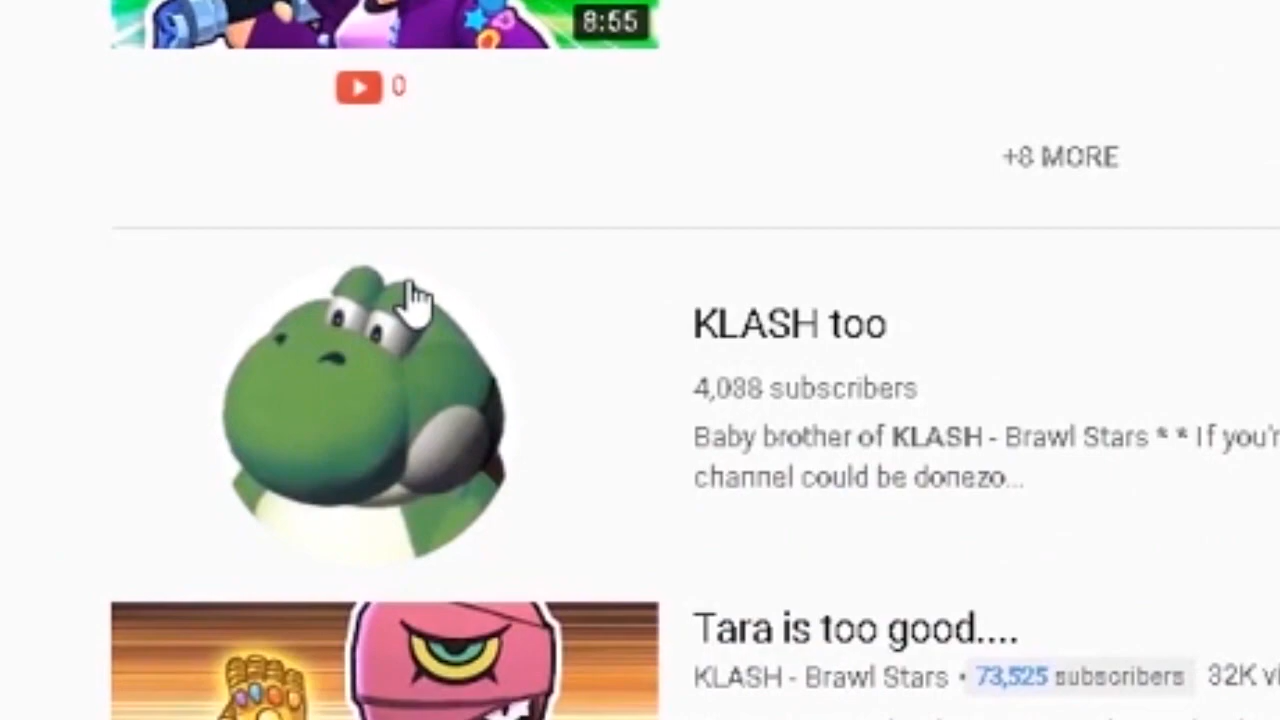 8:55
0
+8 MORE
KLASH too
4,088 subscribers
Baby brother of KLASH - Brawl Stars * * If you'r
channel could be donezo...
Tara is too good....
KLASH - Brawl Stars • 73,525 subscribers 32K vi